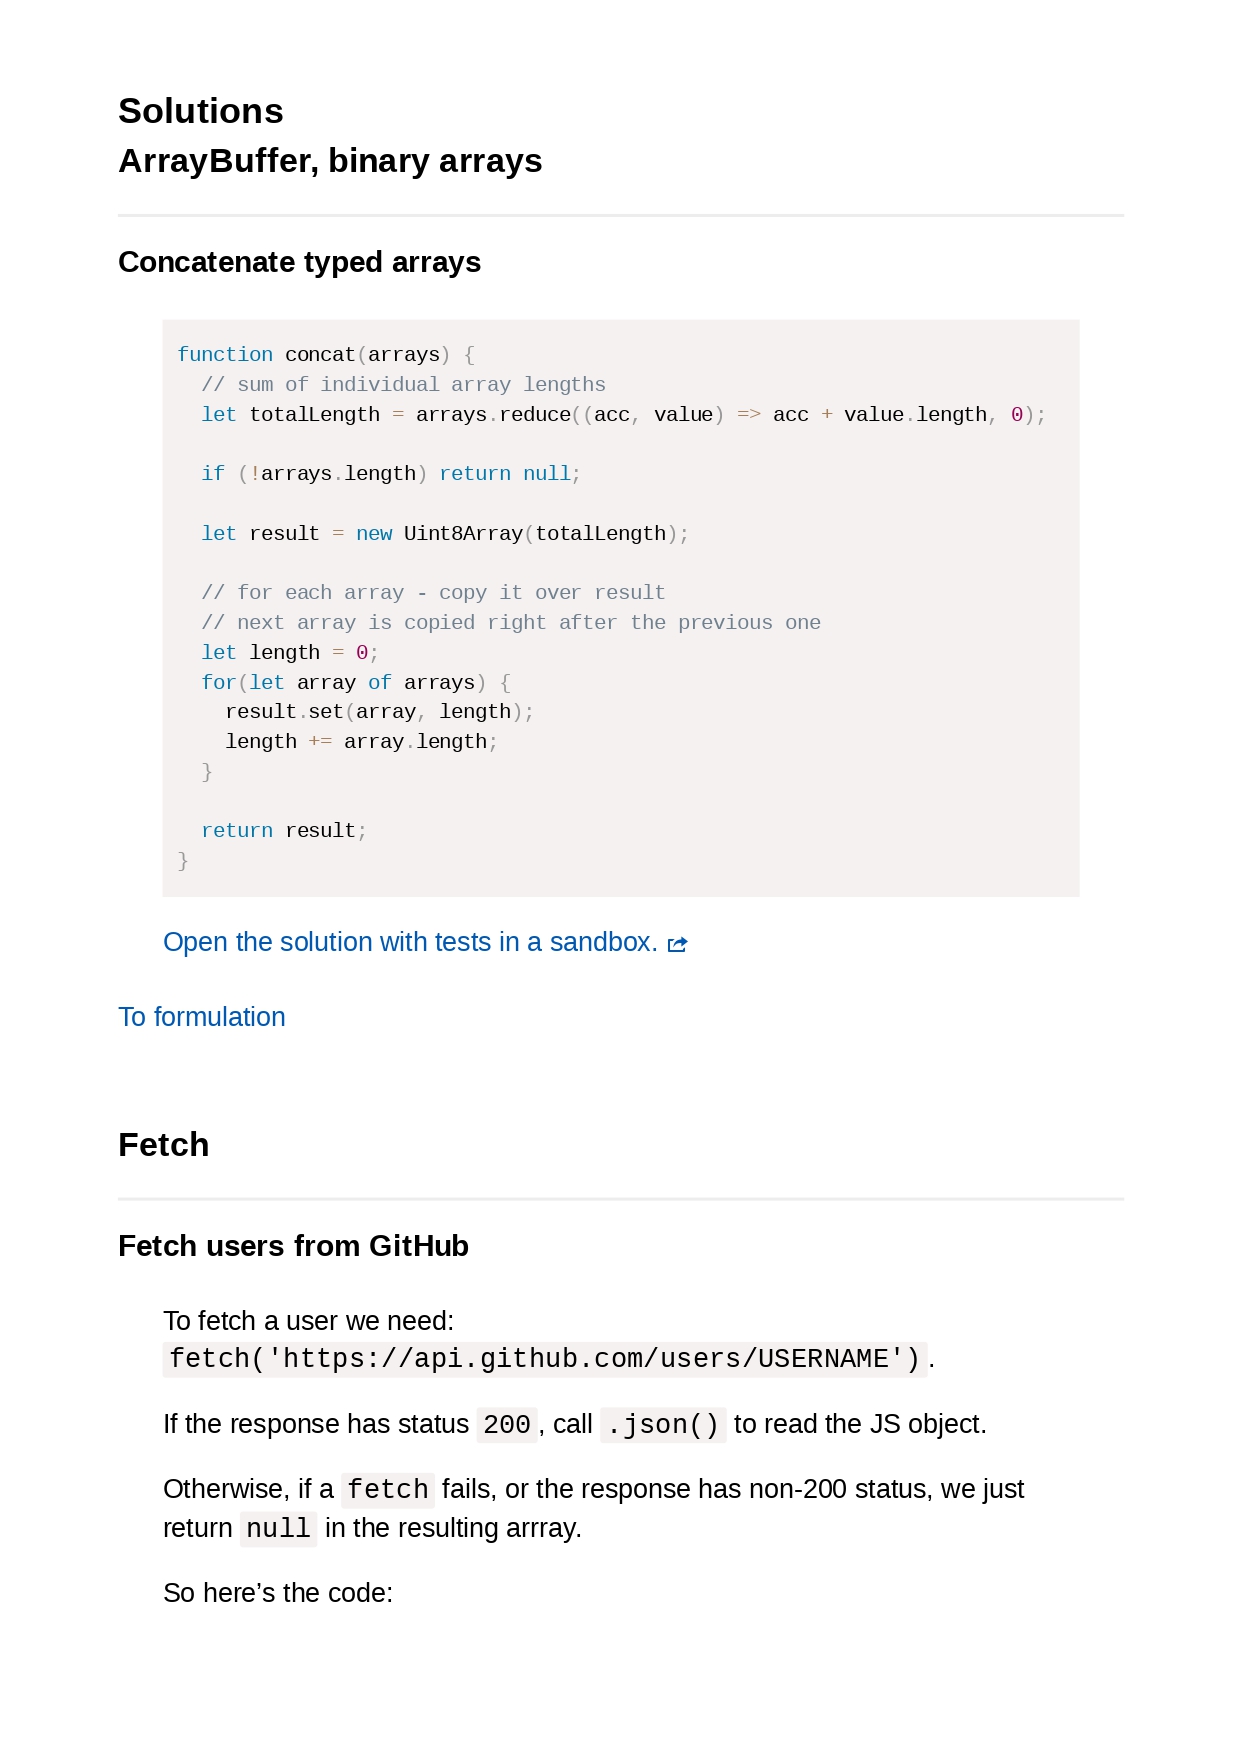 Solutions
ArrayBuffer, binary arrays
Concatenate typed arrays
function concat(arrays) {
  // sum of individual array lengths
  let totalLength = arrays.reduce((acc, value) => acc + value.length, 0);
  if (!arrays.length) return null;
  let result = new Uint8Array(totalLength);
  // for each array - copy it over result
  // next array is copied right after the previous one
  let length = 0;
  for(let array of arrays) {
    result.set(array, length);
    length += array.length;
  }
  return result;
}
Open the solution with tests in a sandbox.
To formulation
Fetch
Fetch users from GitHub
To fetch a user we need:
fetch('https://api.github.com/users/USERNAME').
If the response has status 200, call .json() to read the JS object.
Otherwise, if a fetch fails, or the response has non-200 status, we just
return null in the resulting arrray.
So here’s the code: